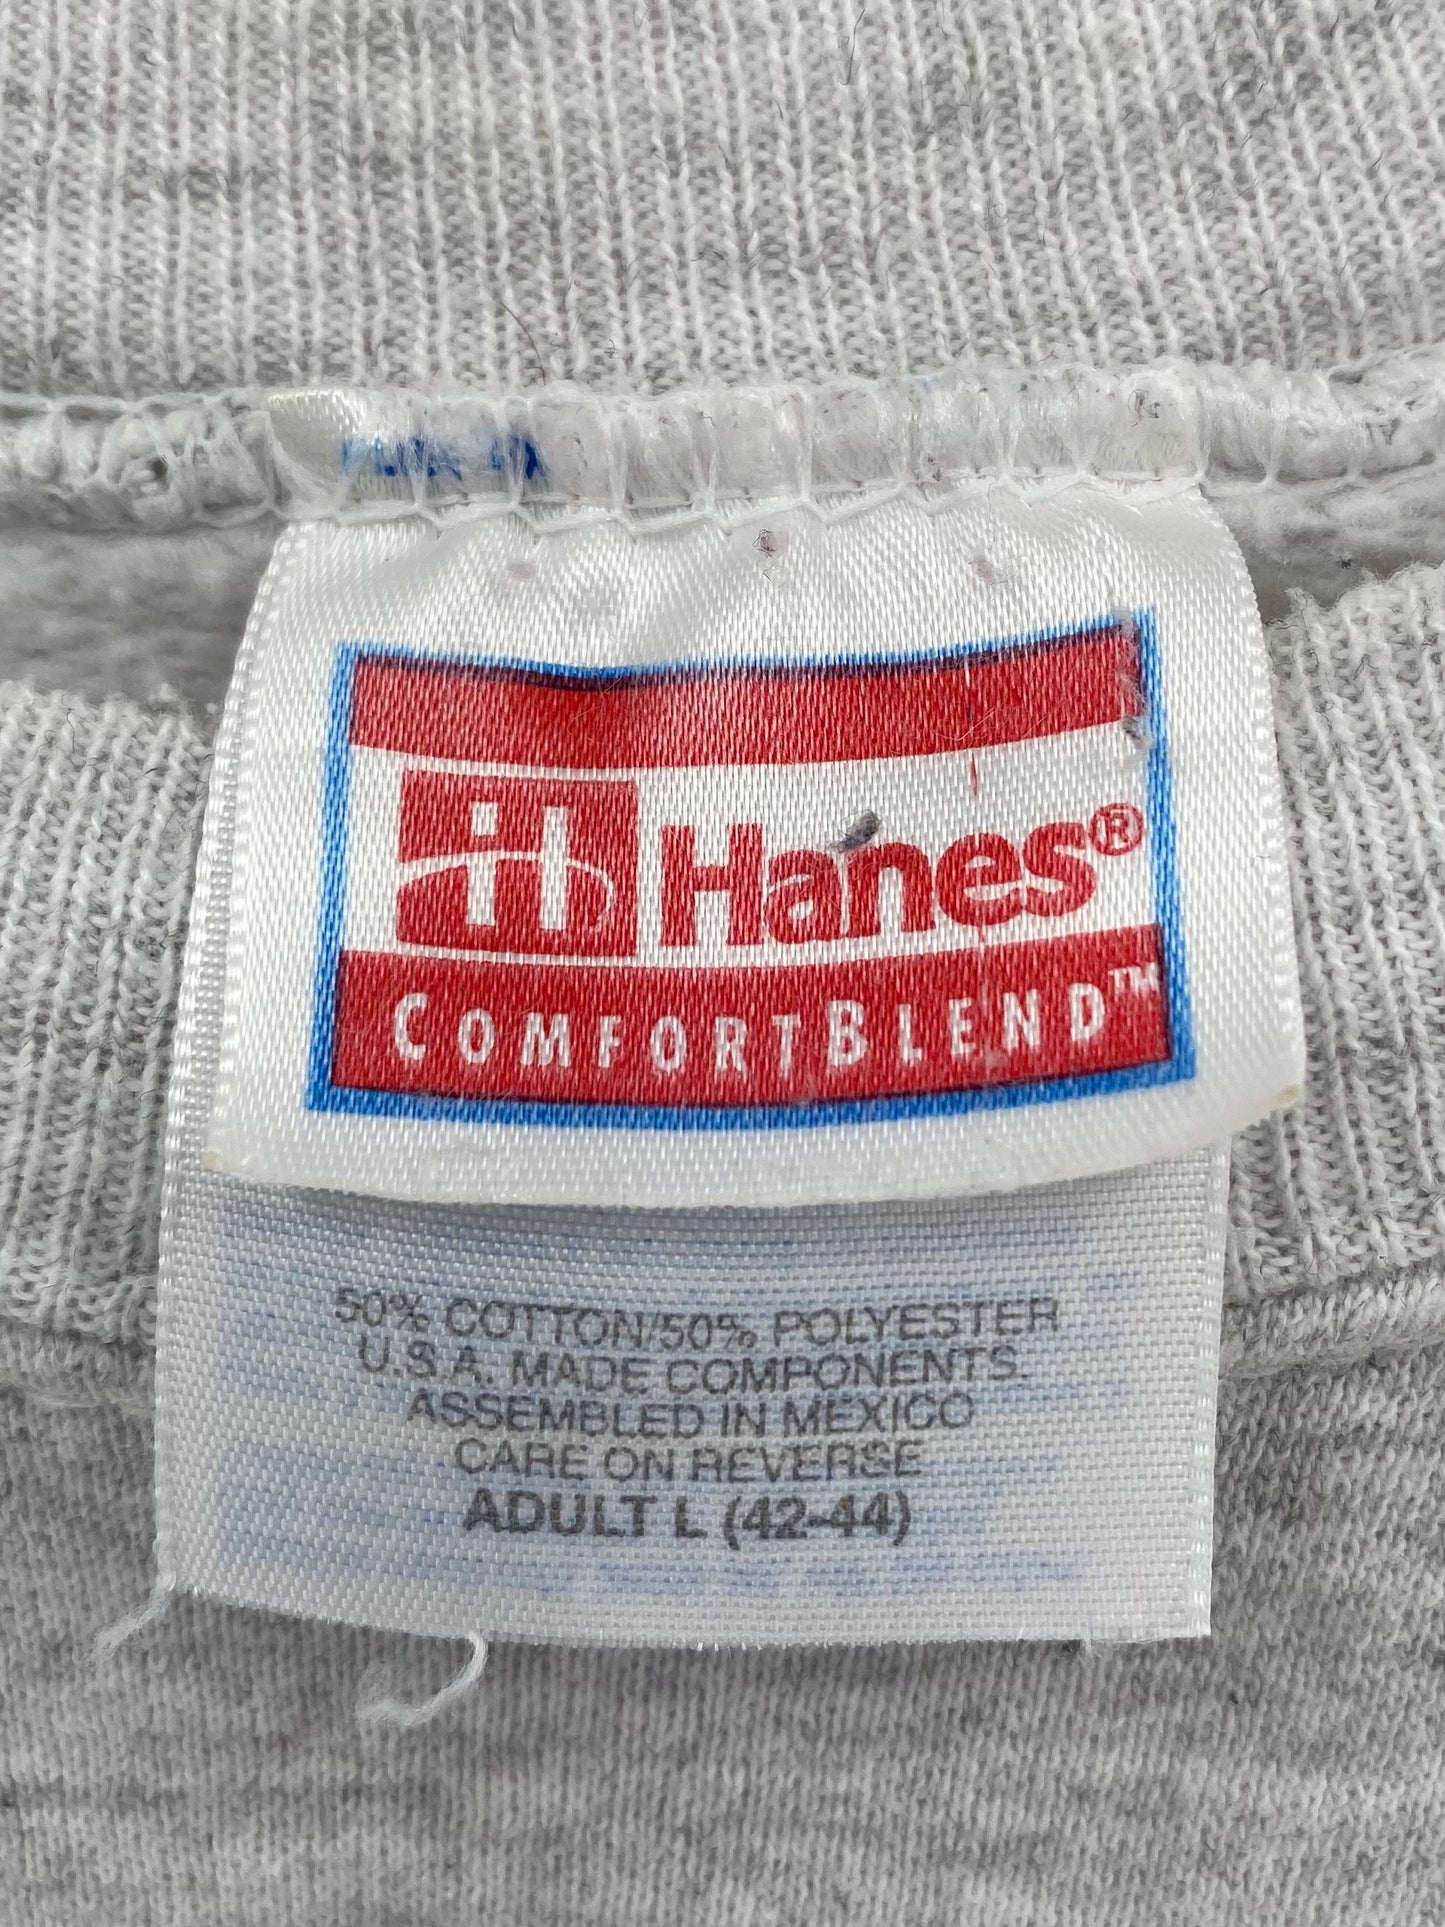 Hanes®
COMFORTBLEND™
50% COTTON/50% POLYESTER
U.S.A. MADE COMPONENTS.
ASSEMBLED IN MEXICO
CARE ON REVERSE
ADULT L (42-44)